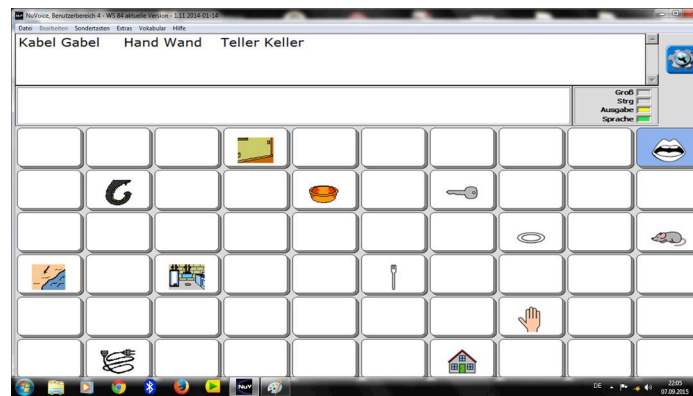 NuVoice, Benutzerbereich 4 - WS 84 aktuelle Version - 1.11 2014-01-14
Datei Bearbeiten Sondertasten Extras Vokabular Hilfe
Kabel Gabel Hand Wand Teller Keller
Groß
Strg
Ausgabe
Sprache
NuV
DE
22:05
07.09.2015